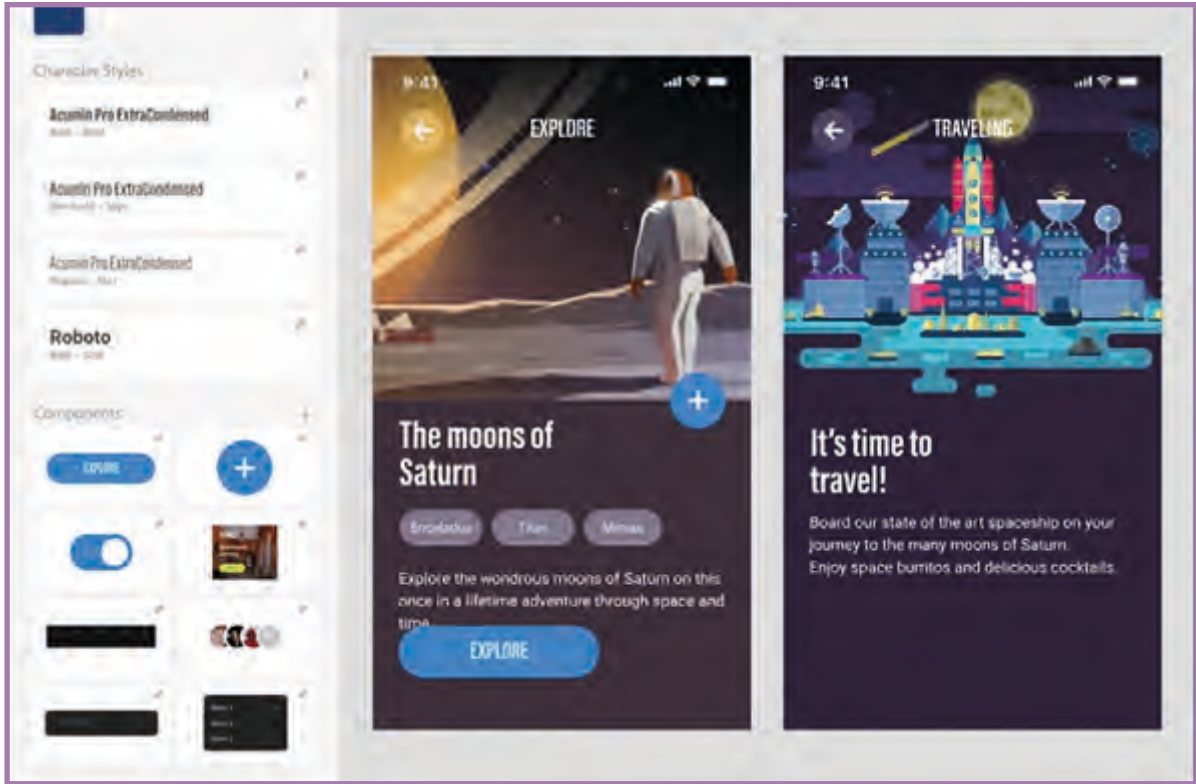 Character Styles
+
Acumin Pro ExtraCondensed
Acumin Pro ExtraCondensed
Acumin Pro ExtraCondensed
Roboto
Components
+
EXPLORE
+
9:41
EXPLORE
+
The moons of
Saturn
Enceladus Titan Mimas
Explore the wondrous moons of Saturn on this
once in a lifetime adventure through space and
time.
EXPLORE
9:41
TRAVELING
It's time to
travel!
Board our state of the art spaceship on your
journey to the many moons of Saturn.
Enjoy space burritos and delicious cocktails.